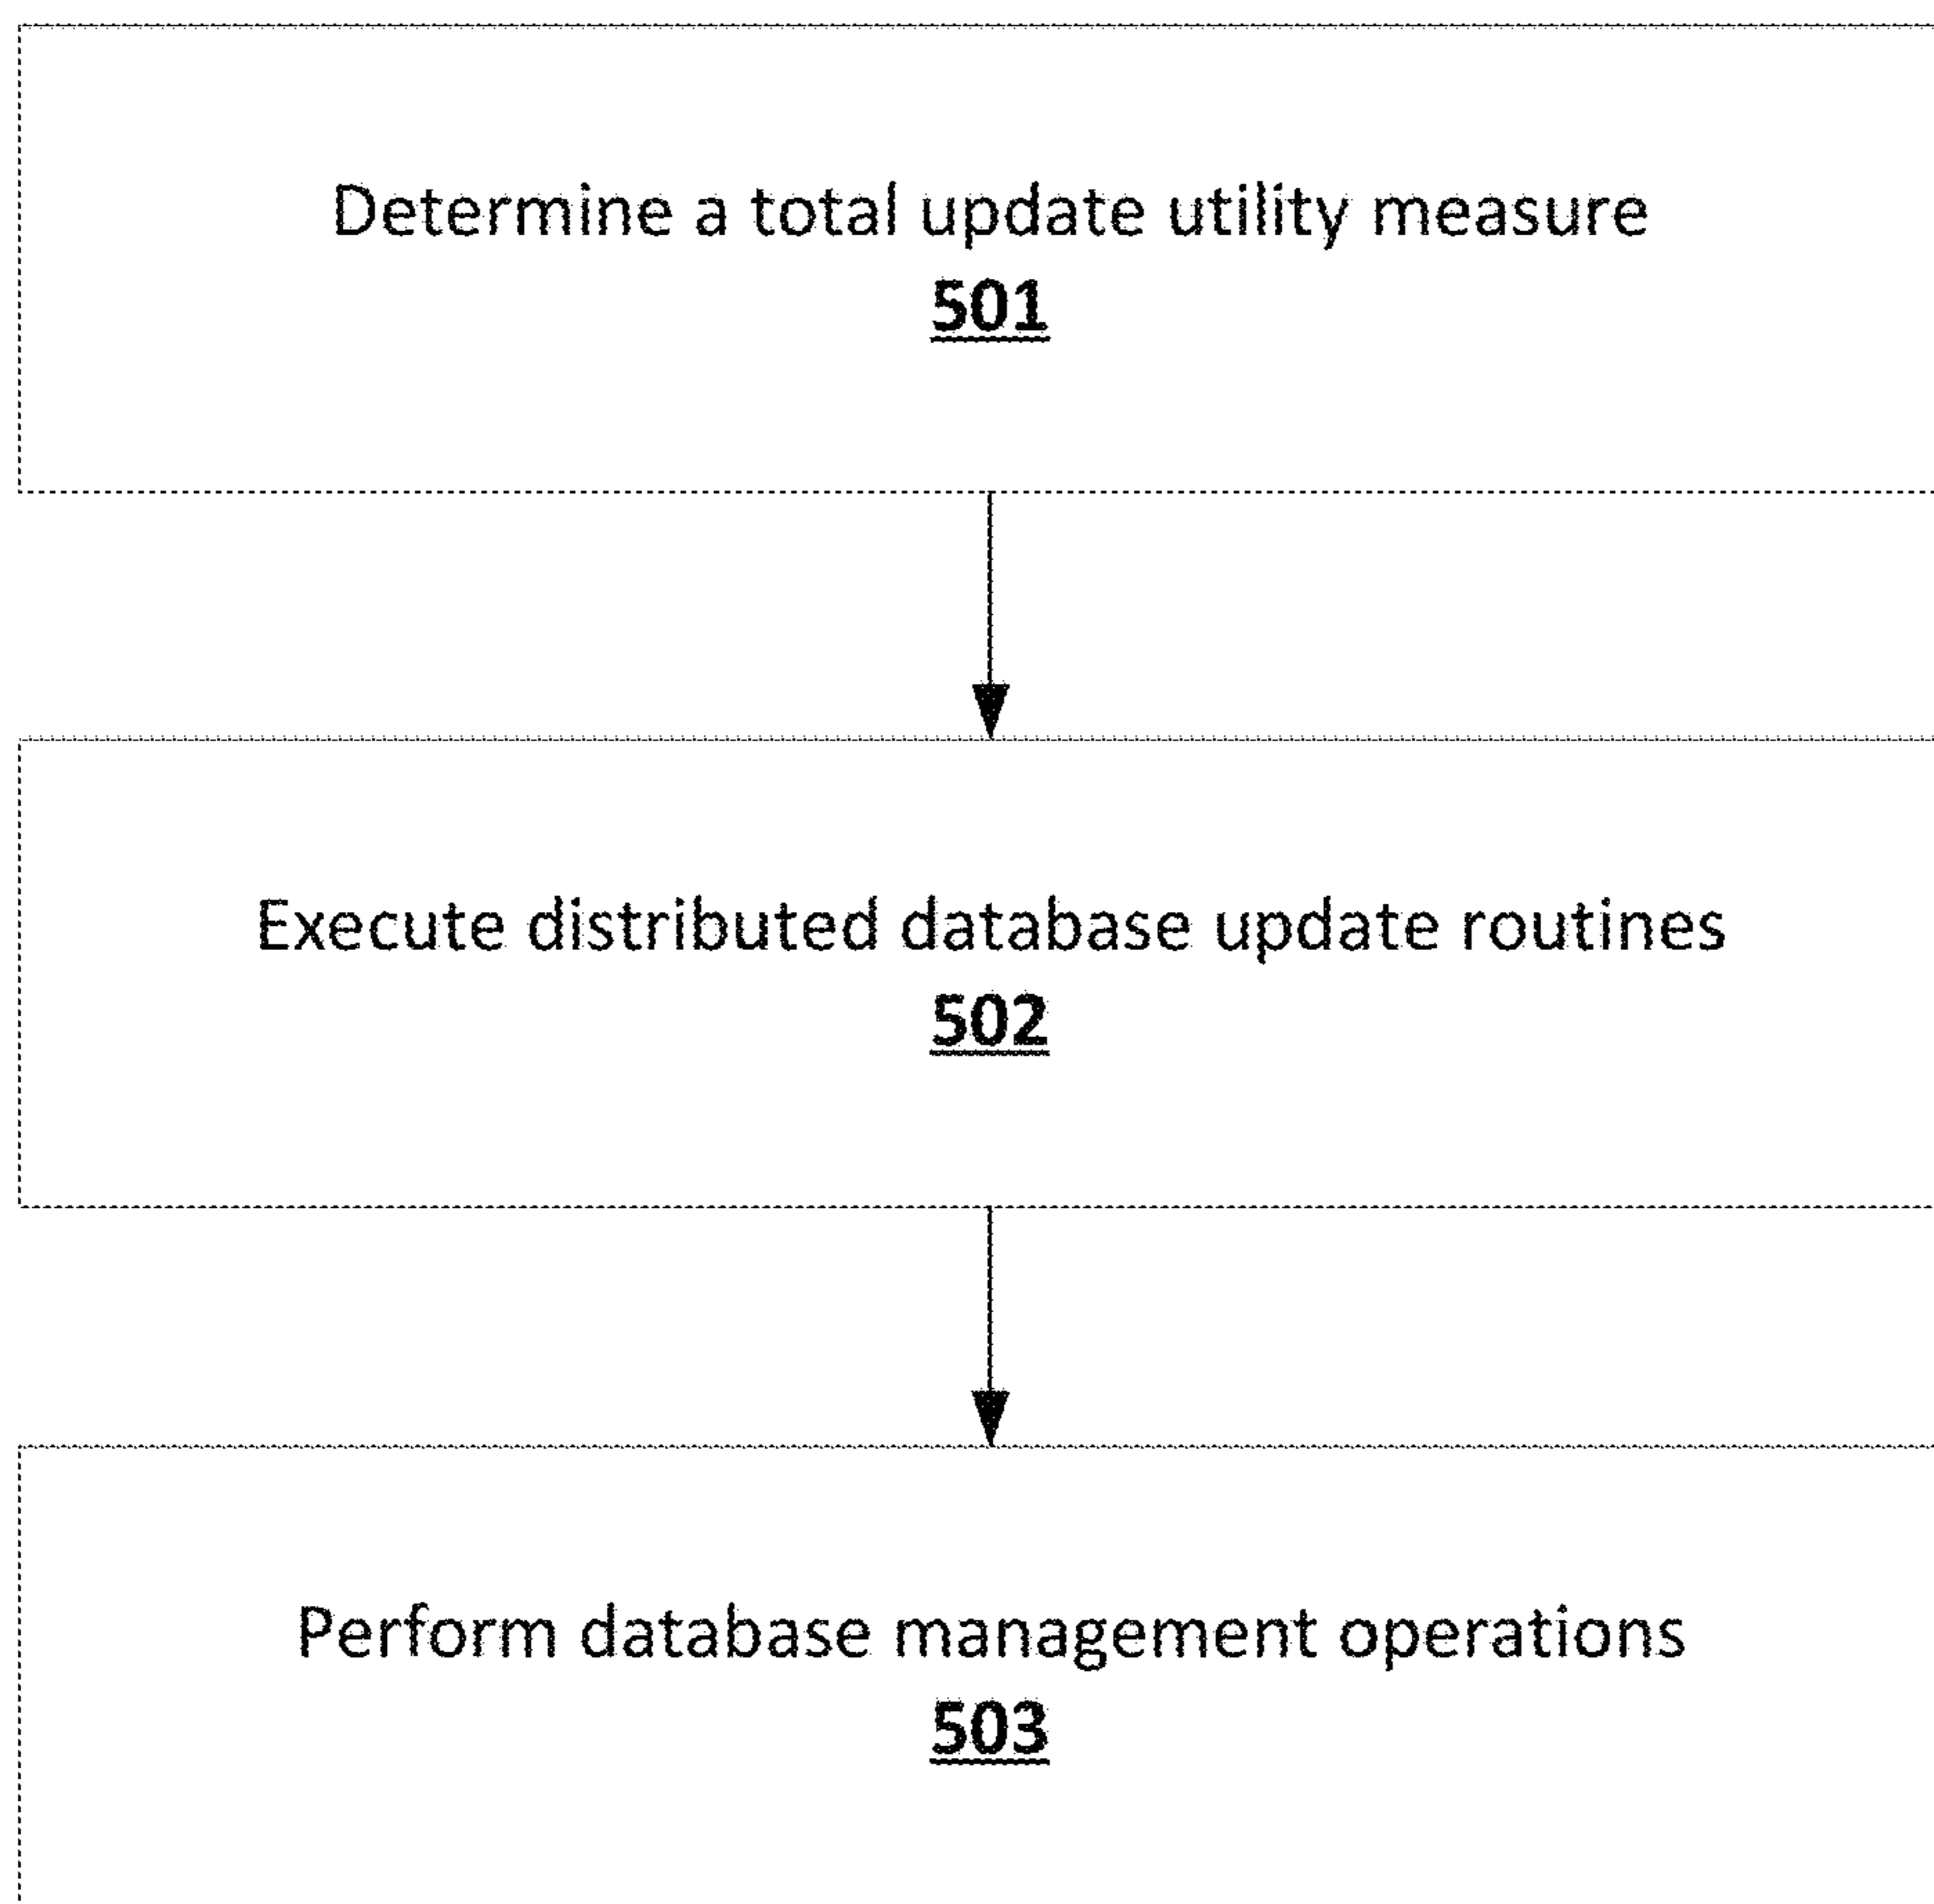 Determine a total update utility measure
501
Execute distributed database update routines
502
Perform database management operations
503